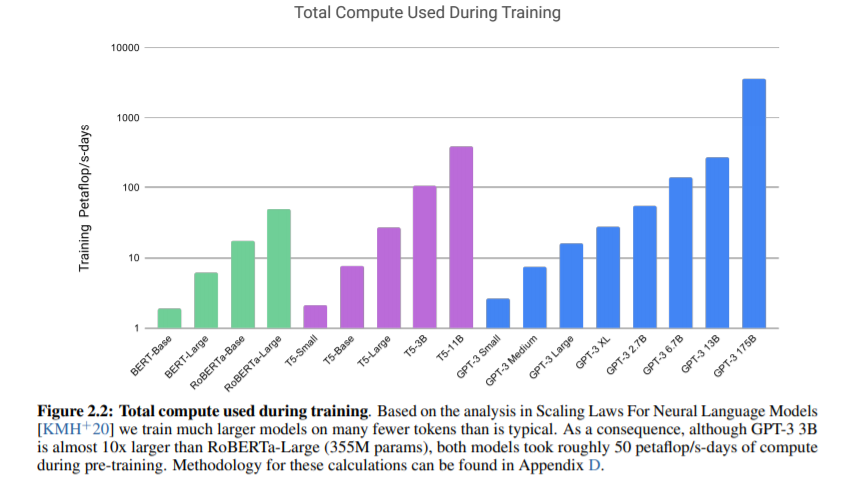 Total Compute Used During Training
Training Petaflop/s-days
10000
1000
100
10
1
BERT-Base
BERT-Large
RoBERTa-Base
RoBERTa-Large
T5-Small
T5-Base
T5-Large
T5-3B
T5-11B
GPT-3 Small
GPT-3 Medium
GPT-3 Large
GPT-3 XL
GPT-3 2.7B
GPT-3 6.7B
GPT-3 13B
GPT-3 175B
Figure 2.2: Total compute used during training. Based on the analysis in Scaling Laws For Neural Language Models
[KMH+20] we train much larger models on many fewer tokens than is typical. As a consequence, although GPT-3 3B
is almost 10x larger than RoBERTa-Large (355M params), both models took roughly 50 petaflop/s-days of compute
during pre-training. Methodology for these calculations can be found in Appendix D.